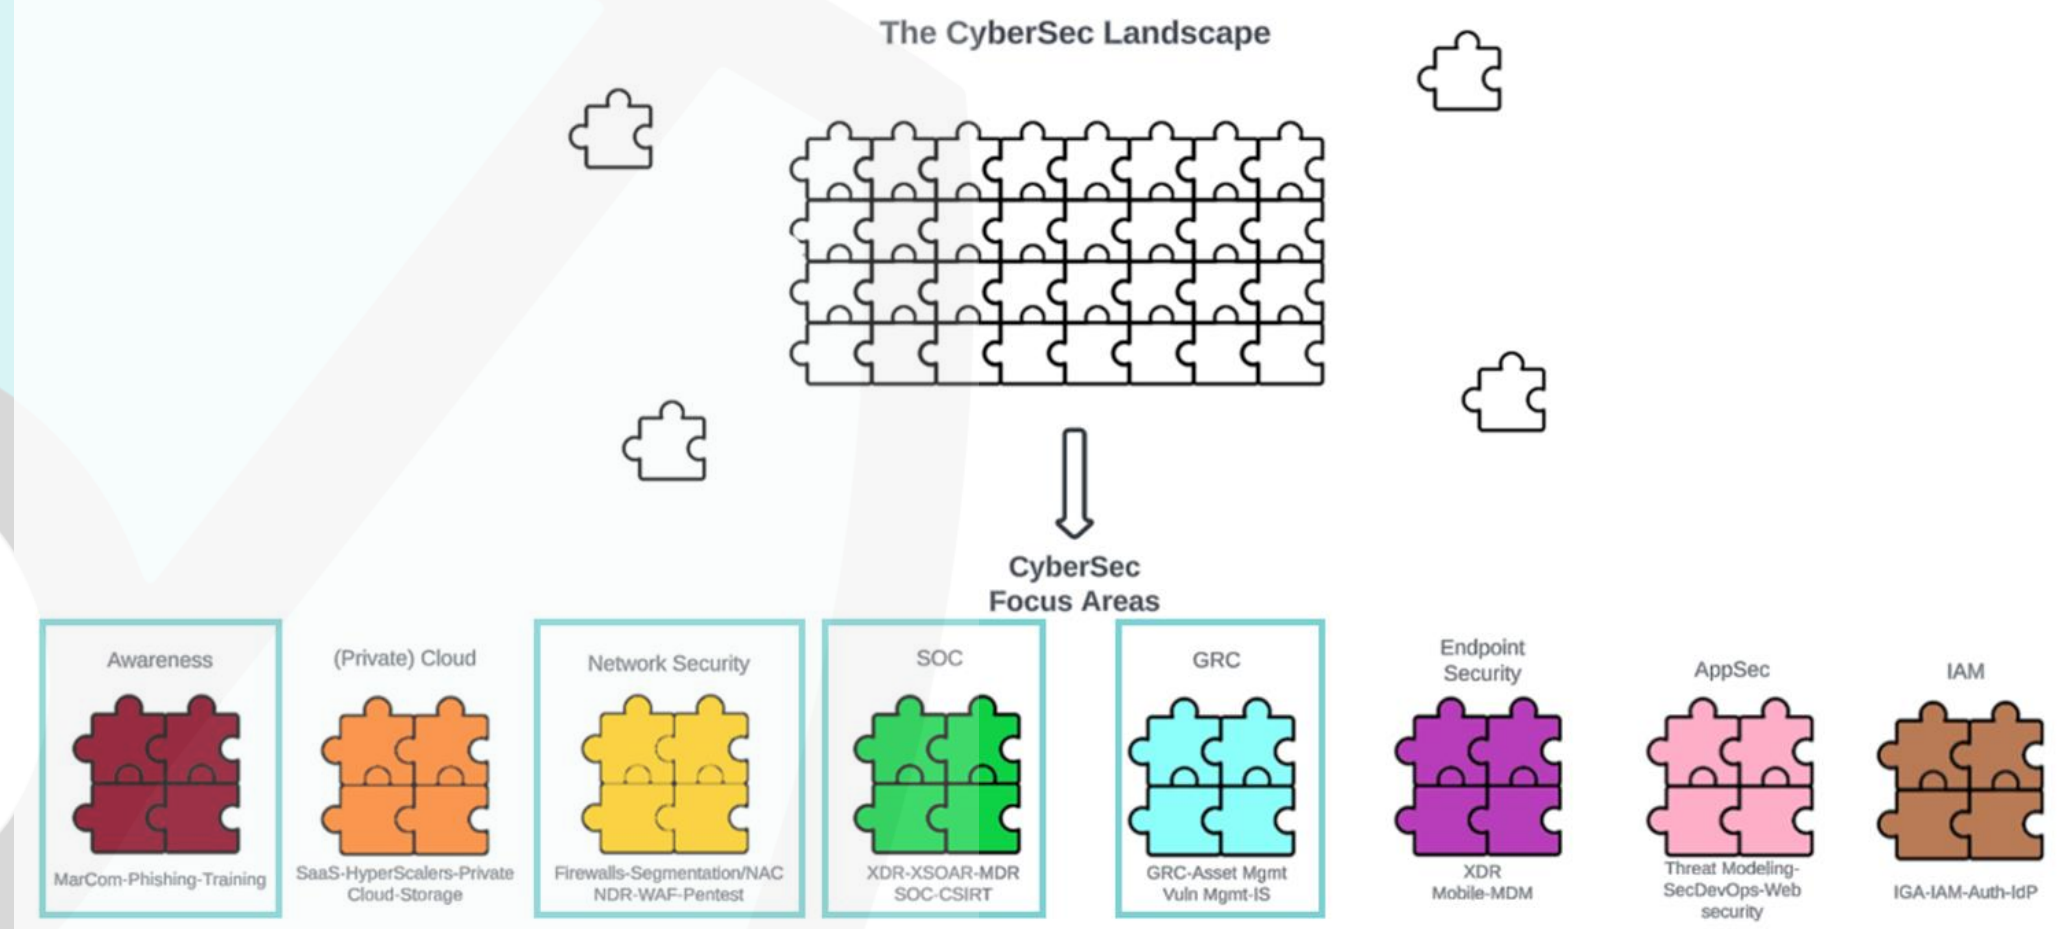 The CyberSec Landscape
CyberSec
Focus Areas
Awareness
MarCom-Phishing-Training
(Private) Cloud
SaaS-HyperScalers-Private
Cloud-Storage
Network Security
Firewalls-Segmentation/NAC
NDR-WAF-Pentest
SOC
XDR-XSOAR-MDR
SOC-CSIRT
GRC
GRC-Asset Mgmt
Vuln Mgmt-IS
Endpoint
Security
XDR
Mobile-MDM
AppSec
Threat Modeling-
SecDevOps-Web
security
IAM
IGA-IAM-Auth-IdP